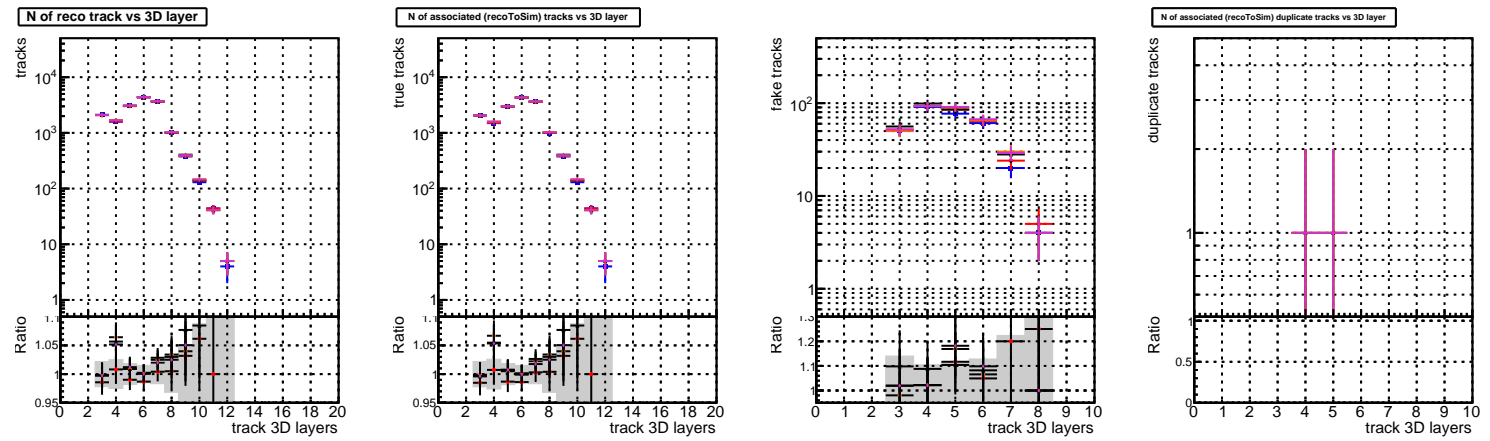 N of reco track vs 3D layer
tracks
10^4
10^3
10^2
10
1
Ratio
1.1
1.05
1
0.95
0 2 4 6 8 10 12 14 16 18 20
track 3D layers
N of associated (recoToSim) tracks vs 3D layer
true tracks
10^4
10^3
10^2
10
1
Ratio
1.1
1.05
1
0.95
0 2 4 6 8 10 12 14 16 18 20
track 3D layers
fake tracks
10^2
10
1
Ratio
1.3
1.2
1.1
1
0 1 2 3 4 5 6 7 8 9 10
track 3D layers
N of associated (recoToSim) duplicate tracks vs 3D layer
duplicate tracks
1
Ratio
1
0.5
0
0 1 2 3 4 5 6 7 8 9 10
track 3D layers